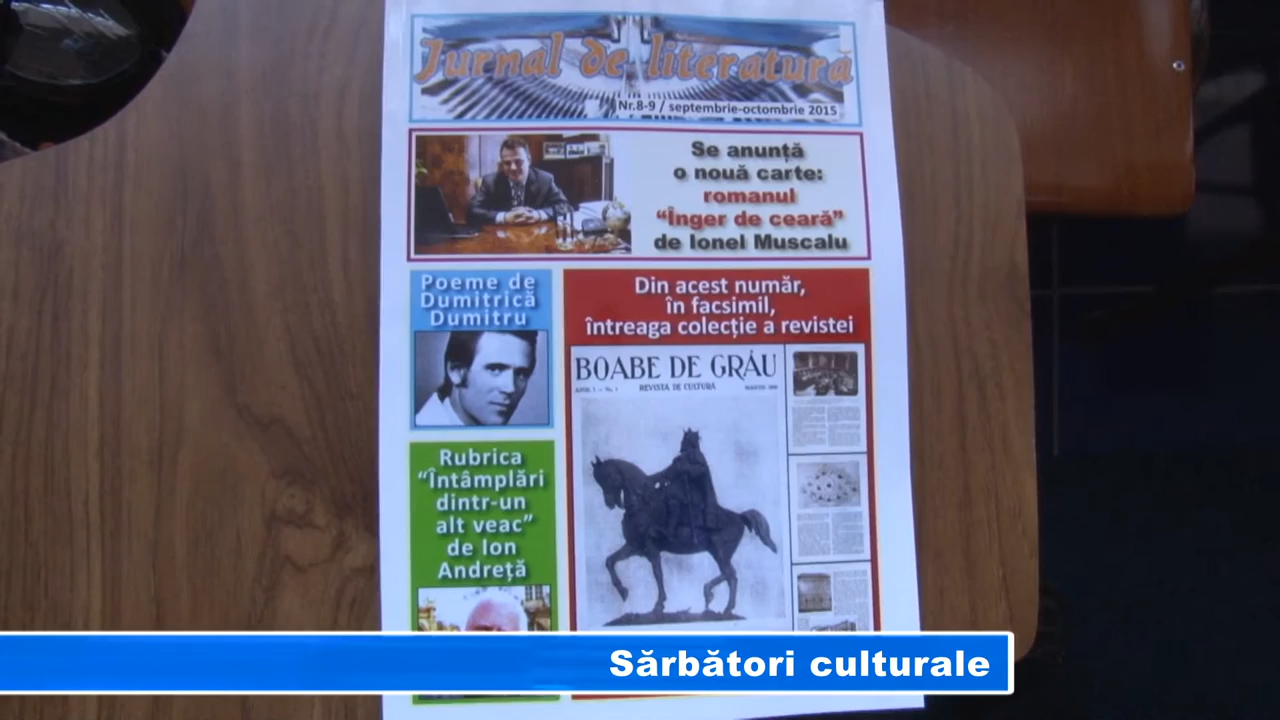 Jurnal de literatură
Nr.8-9 / septembrie-octombrie 2015
Se anunță
o nouă carte:
romanul
“Înger de ceară”
de Ionel Muscalu
Poeme de
Dumitrică
Dumitru
Din acest număr,
în facsimil,
întreaga colecție a revistei
BOABE DE GRÂU
REVISTA DE CULTURĂ
Rubrica
“Întâmplări
dintr-un
alt veac”
de Ion
Andreță
Sărbători culturale